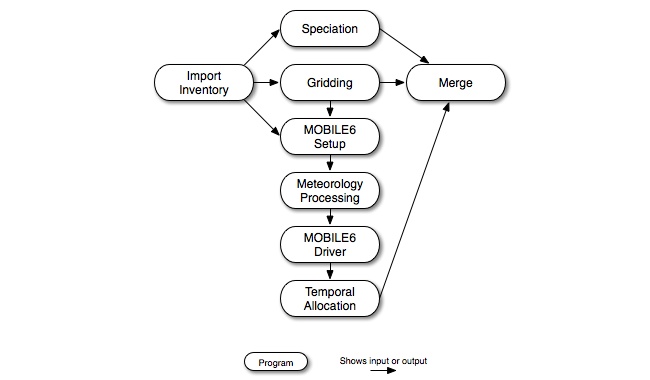 Speciation
Import
Inventory
Gridding
Merge
MOBILE6
Setup
Meteorology
Processing
MOBILE6
Driver
Temporal
Allocation
Program
Shows input or output